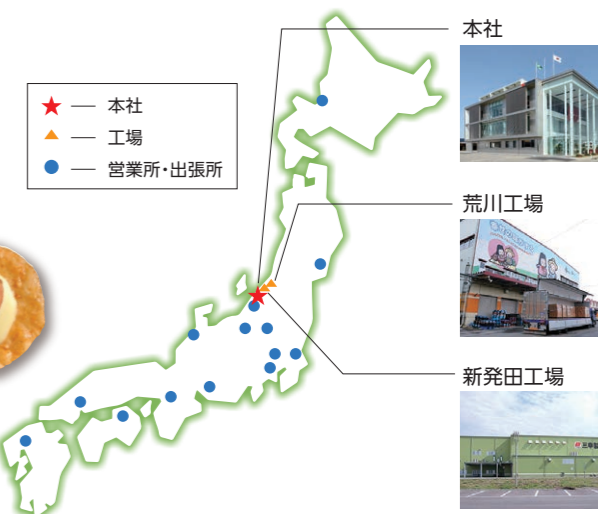 本社
工場
営業所・出張所
本社
荒川工場
新発田工場